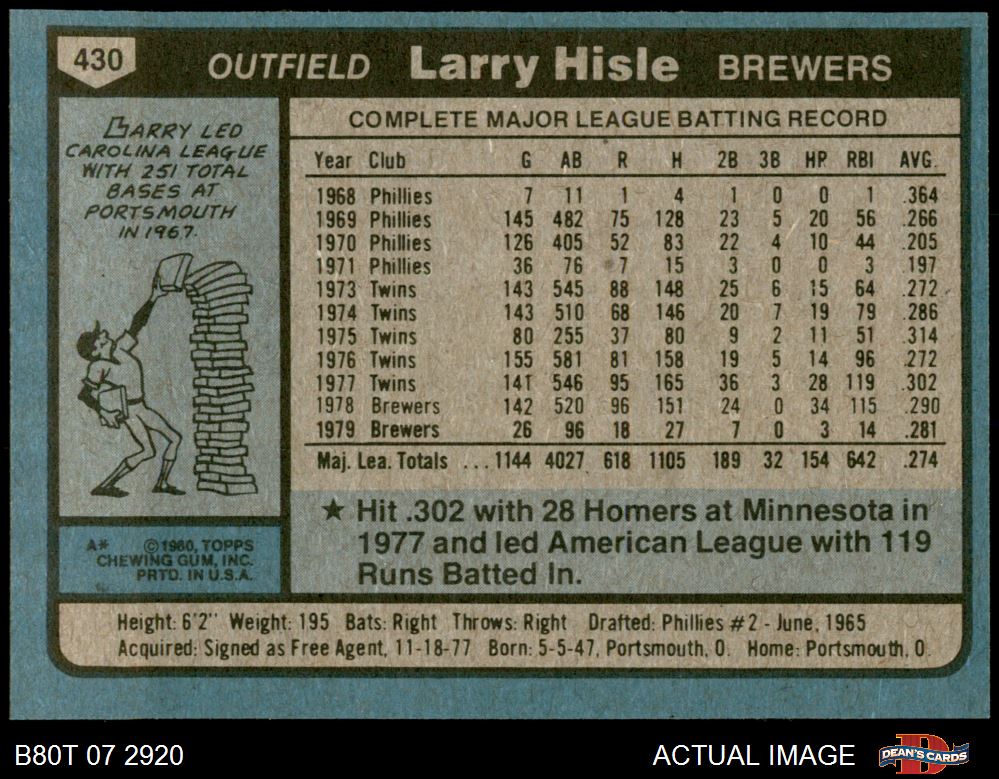 430 OUTFIELD Larry Hisle BREWERS
BARRY LED
CAROLINA LEAGUE
WITH 251 TOTAL
BASES AT
PORTSMOUTH
IN 1967.
COMPLETE MAJOR LEAGUE BATTING RECORD
Year Club G AB R H 2B 3B HP RBI AVG.
1968 Phillies 7 11 1 4 1 0 0 1 .364
1969 Phillies 145 482 75 128 23 5 20 56 .266
1970 Phillies 126 405 52 83 22 4 10 44 .205
1971 Phillies 36 76 7 15 3 0 0 3 .197
1973 Twins 143 545 88 148 25 6 15 64 .272
1974 Twins 143 510 68 146 20 7 19 79 .286
1975 Twins 80 255 37 80 9 2 11 51 .314
1976 Twins 155 581 81 158 19 5 14 96 .272
1977 Twins 141 546 95 165 36 3 28 119 .302
1978 Brewers 142 520 96 151 24 0 34 115 .290
1979 Brewers 26 96 18 27 7 0 3 14 .281
Maj. Lea. Totals ...1144 4027 618 1105 189 32 154 642 .274
★ Hit .302 with 28 Homers at Minnesota in
1977 and led American League with 119
Runs Batted In.
A* ©1980, TOPPS
CHEWING GUM, INC.
PRTD. IN U.S.A.
Height: 6'2" Weight: 195 Bats: Right Throws: Right Drafted: Phillies #2 - June, 1965
Acquired: Signed as Free Agent, 11-18-77 Born: 5-5-47, Portsmouth, O. Home: Portsmouth, O.
B80T 07 2920 ACTUAL IMAGE DEAN'S CARDS